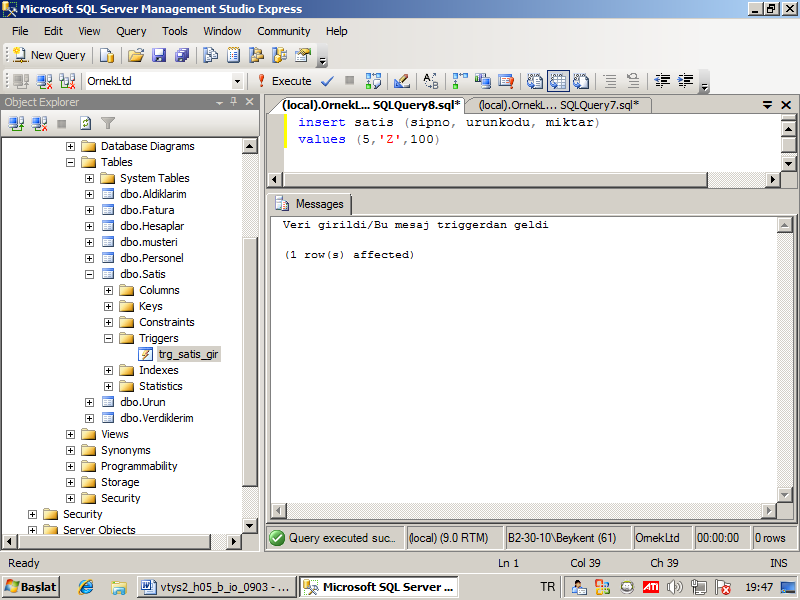 Microsoft SQL Server Management Studio Express
File Edit View Query Tools Window Community Help
New Query
OrnekLtd Execute
Object Explorer
(local).OrnekL... SQLQuery8.sql* (local).OrnekL... SQLQuery7.sql*
insert satis (sipno, urunkodu, miktar)
values (5,'Z',100)
Database Diagrams
Tables
System Tables
dbo.Aldiklarim
dbo.Fatura
dbo.Hesaplar
dbo.musteri
dbo.Personel
dbo.Satis
Columns
Keys
Constraints
Triggers
trg_satis_gir
Indexes
Statistics
dbo.Urun
dbo.Verdiklerim
Views
Synonyms
Programmability
Storage
Security
Security
Server Objects
Messages
Veri girildi/Bu mesaj triggerdan geldi
(1 row(s) affected)
Query executed suc... (local) (9.0 RTM) B2-30-10\Beykent (61) OrnekLtd 00:00:00 0 rows
Ready Ln 1 Col 39 Ch 39 INS
Başlat vtys2_h05_b_io_0903 - ... Microsoft SQL Server ... TR ATI 19:47